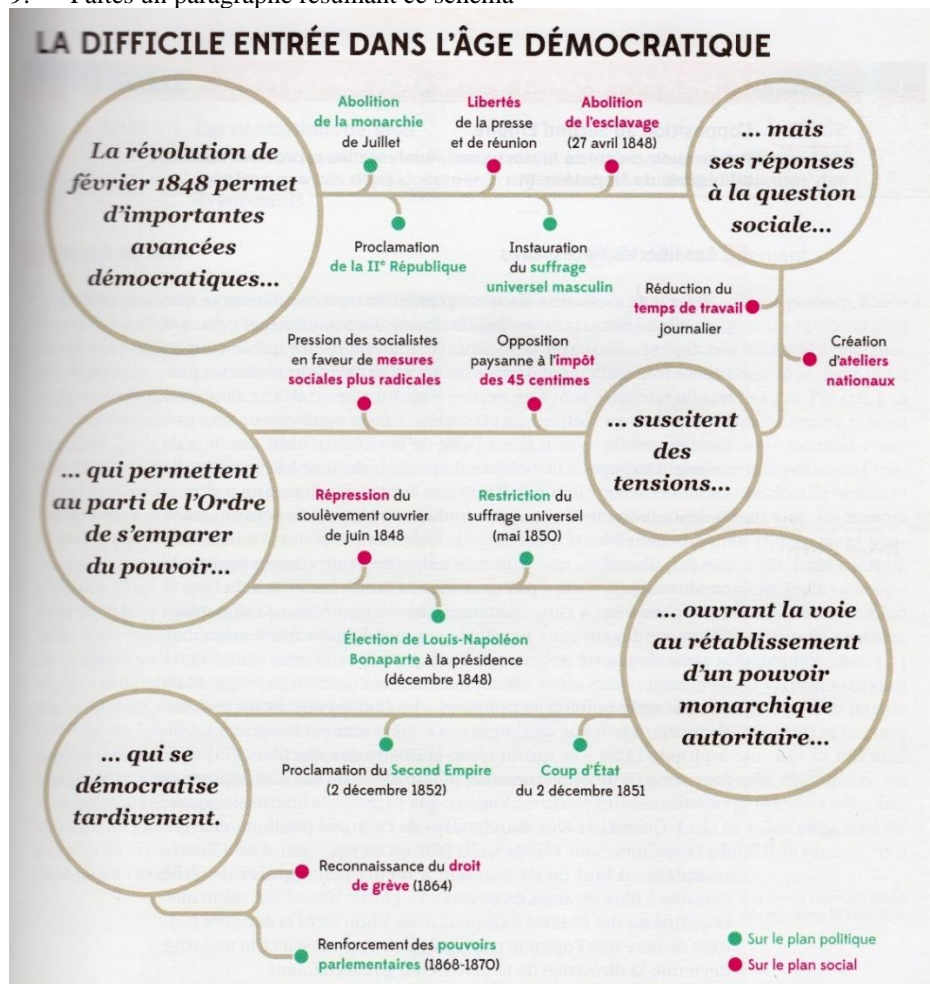 9. Faites un paragraphe résumant ce schéma
LA DIFFICILE ENTRÉE DANS L'ÂGE DÉMOCRATIQUE
La révolution de
février 1848 permet
d'importantes
avancées
démocratiques...
Abolition
de la monarchie
de Juillet
Libertés
de la presse
et de réunion
Abolition
de l'esclavage
(27 avril 1848)
Proclamation
de la IIe République
Instauration
du suffrage
universel masculin
... mais
ses réponses
à la question
sociale...
Réduction du
temps de travail
journalier
Création
d'ateliers
nationaux
... suscitent
des
tensions...
Pression des socialistes
en faveur de mesures
sociales plus radicales
Opposition
paysanne à l'impôt
des 45 centimes
... qui permettent
au parti de l'Ordre
de s'emparer
du pouvoir...
Répression du
soulèvement ouvrier
de juin 1848
Restriction du
suffrage universel
(mai 1850)
Élection de Louis-Napoléon
Bonaparte à la présidence
(décembre 1848)
... ouvrant la voie
au rétablissement
d'un pouvoir
monarchique
autoritaire...
Proclamation du Second Empire
(2 décembre 1852)
Coup d'État
du 2 décembre 1851
... qui se
démocratise
tardivement.
Reconnaissance du droit
de grève (1864)
Renforcement des pouvoirs
parlementaires (1868-1870)
Sur le plan politique
Sur le plan social